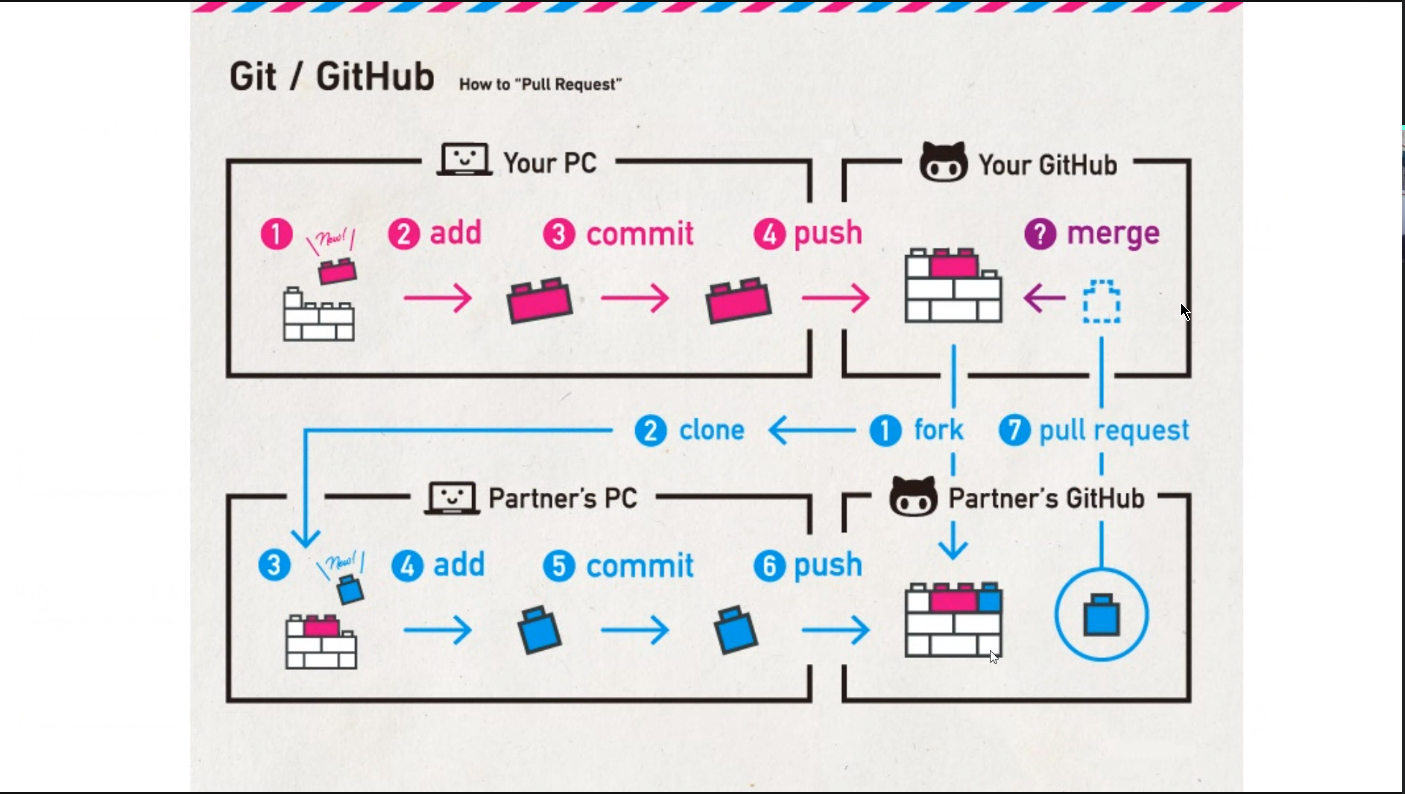 Git / GitHub How to "Pull Request"
Your PC
Your GitHub
1 New! 2 add 3 commit 4 push
? merge
2 clone 1 fork 7 pull request
Partner's PC
Partner's GitHub
3 New! 4 add 5 commit 6 push